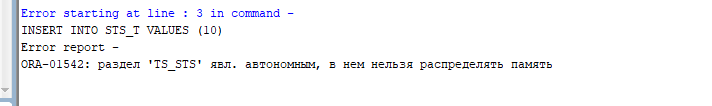 Error starting at line : 3 in command -
INSERT INTO STS_T VALUES (10)
Error report -
ORA-01542: раздел 'TS_STS' явл. автономным, в нем нельзя распределять память